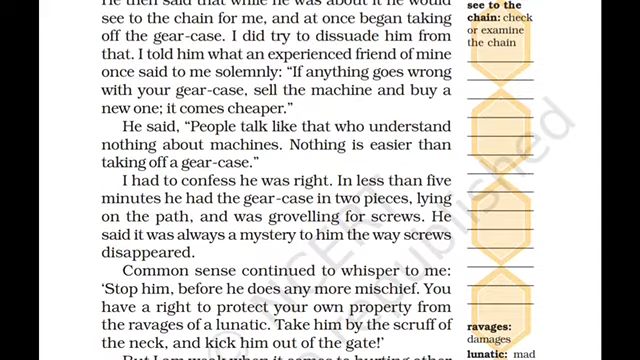 He then said that while he was about it he would
see to the chain for me, and at once began taking
off the gear-case. I did try to dissuade him from
that. I told him what an experienced friend of mine
once said to me solemnly: “If anything goes wrong
with your gear-case, sell the machine and buy a
new one; it comes cheaper.”
He said, “People talk like that who understand
nothing about machines. Nothing is easier than
taking off a gear-case.”
I had to confess he was right. In less than five
minutes he had the gear-case in two pieces, lying
on the path, and was grovelling for screws. He
said it was always a mystery to him the way screws
disappeared.
Common sense continued to whisper to me:
‘Stop him, before he does any more mischief. You
have a right to protect your own property from
the ravages of a lunatic. Take him by the scruff of
the neck, and kick him out of the gate!’
But I am weak when it comes to hurting other
see to the
chain: check
or examine
the chain
ravages:
damages
lunatic: mad
© NCERT
republished